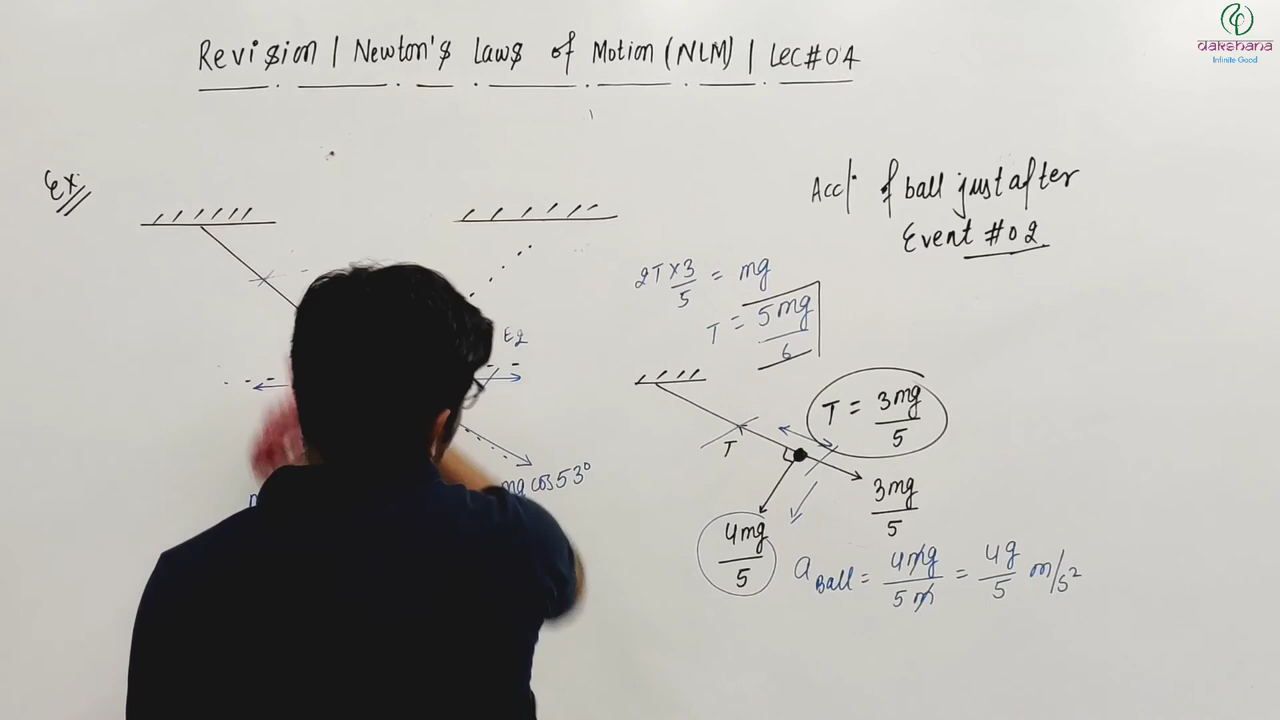 Revision | Newton's Laws of Motion (NLM) | Lec#04
dakshana
Infinite Good
Ex
Accl. of ball just after
Event #02
2T × 3/5 = mg
T = 5mg/6
Eq
T = 3mg/5
T
3mg/5
mg cos 53°
4mg/5
a Ball = 4mg/5m = 4g/5 m/s²